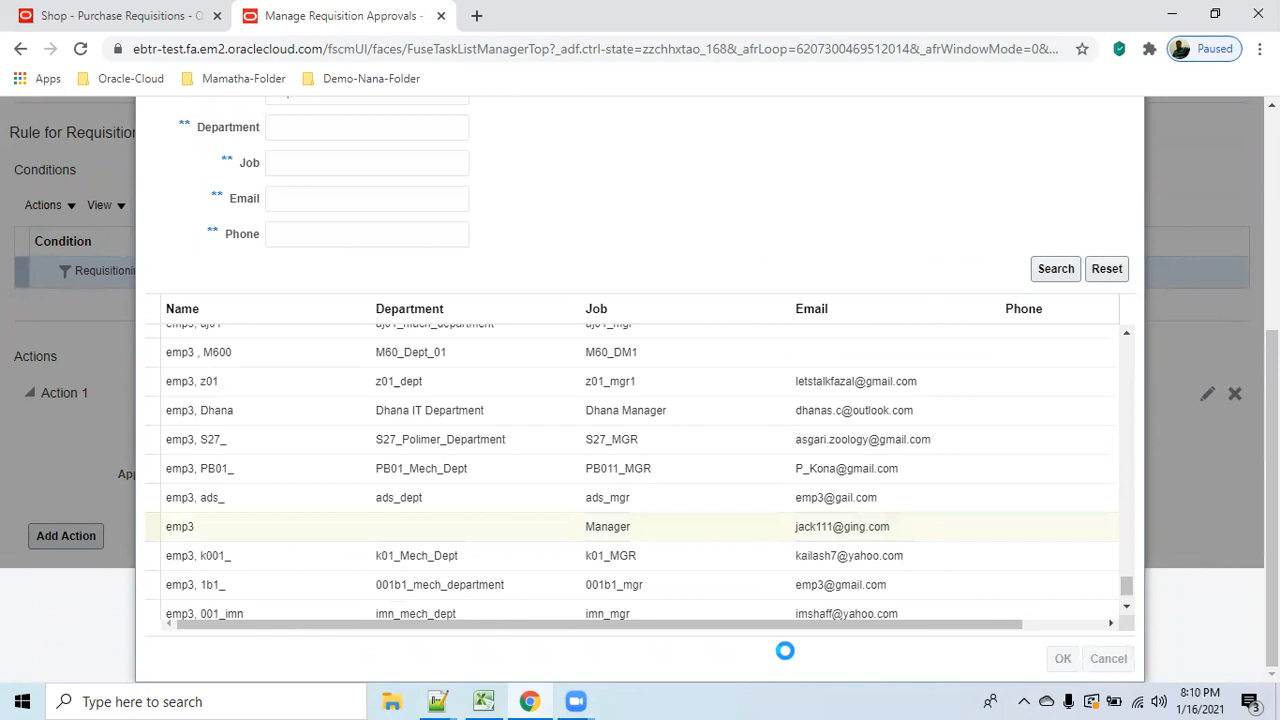 Shop - Purchase Requisitions - O
Manage Requisition Approvals -
ebtr-test.fa.em2.oraclecloud.com/fscmUI/faces/FuseTaskListManagerTop?_adf.ctrl-state=zzchhxtao_168&_afrLoop=6207300469512014&_afrWindowMode=0&...
Paused
Apps
Oracle-Cloud
Mamatha-Folder
Demo-Nana-Folder
Rule for Requisition
** Department
Conditions
** Job
Actions View
** Email
** Phone
Condition
Requisitionin
Search Reset
Name Department Job Email Phone
emp3, aj01 aj01_mach_department aj01_mgr
emp3 , M600 M60_Dept_01 M60_DM1
emp3, z01 z01_dept z01_mgr1 letstalkfazal@gmail.com
emp3, Dhana Dhana IT Department Dhana Manager dhanas.c@outlook.com
emp3, S27_ S27_Polimer_Department S27_MGR asgari.zoology@gmail.com
emp3, PB01_ PB01_Mech_Dept PB011_MGR P_Kona@gmail.com
emp3, ads_ ads_dept ads_mgr emp3@gail.com
emp3 Manager jack111@ging.com
emp3, k001_ k01_Mech_Dept k01_MGR kailash7@yahoo.com
emp3, 1b1_ 001b1_mech_department 001b1_mgr emp3@gmail.com
emp3, 001_imn imn_mech_dept imn_mgr imshaff@yahoo.com
Actions
Action 1
App
Add Action
OK Cancel
Type here to search
8:10 PM
1/16/2021
3